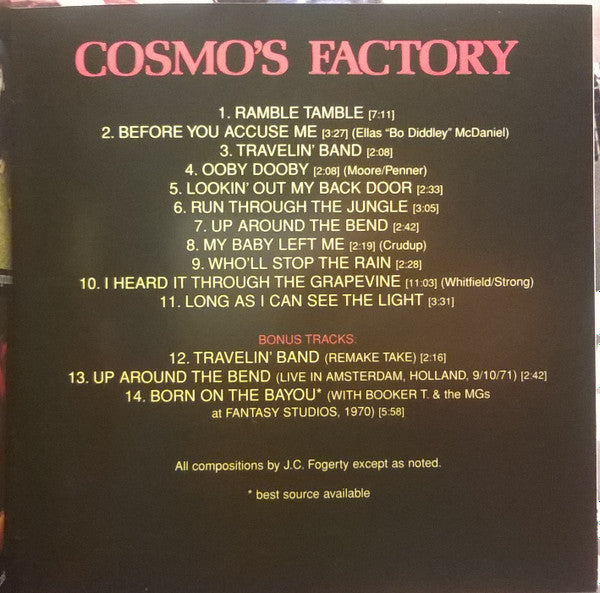 COSMO'S FACTORY
1. RAMBLE TAMBLE [7:11]
2. BEFORE YOU ACCUSE ME [3:27] (Ellas "Bo Diddley" McDaniel)
3. TRAVELIN' BAND [2:08]
4. OOBY DOOBY [2:08] (Moore/Penner)
5. LOOKIN' OUT MY BACK DOOR [2:33]
6. RUN THROUGH THE JUNGLE [3:05]
7. UP AROUND THE BEND [2:42]
8. MY BABY LEFT ME [2:19] (Crudup)
9. WHO'LL STOP THE RAIN [2:28]
10. I HEARD IT THROUGH THE GRAPEVINE [11:03] (Whitfield/Strong)
11. LONG AS I CAN SEE THE LIGHT [3:31]
BONUS TRACKS.
12. TRAVELIN' BAND (REMAKE TAKE) [2:16]
13. UP AROUND THE BEND (LIVE IN AMSTERDAM, HOLLAND, 9/10/71) [2:42]
14. BORN ON THE BAYOU* (WITH BOOKER T. & the MGs
at FANTASY STUDIOS, 1970) [5:58]
All compositions by J.C. Fogerty except as noted.
* best source available